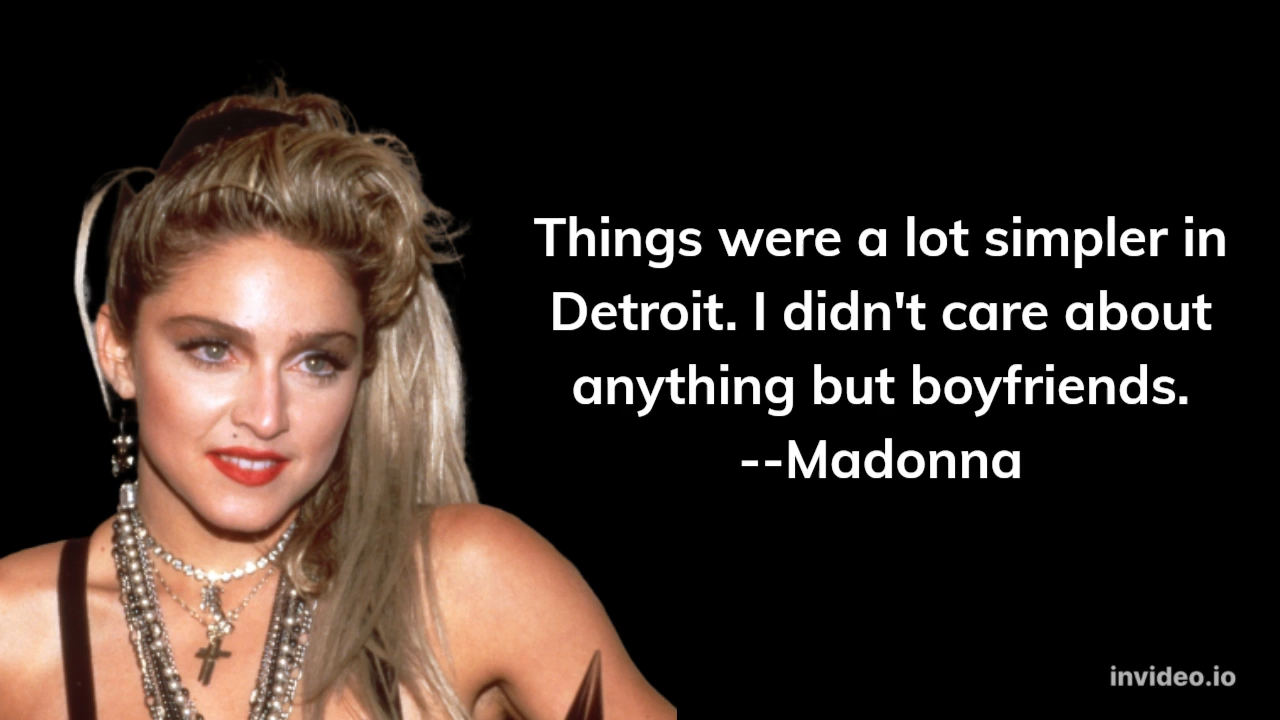 Things were a lot simpler in
Detroit. I didn't care about
anything but boyfriends.
--Madonna
invideo.io